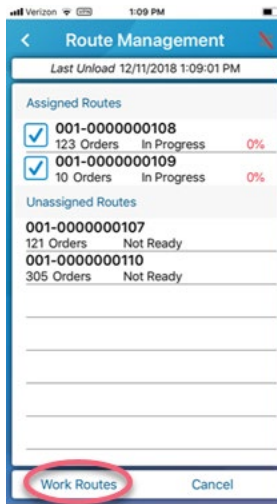 Verizon VPN 1:09 PM
< Route Management
Last Unload 12/11/2018 1:09:01 PM
Assigned Routes
001-0000000108
123 Orders In Progress 0%
001-0000000109
10 Orders In Progress 0%
Unassigned Routes
001-0000000107
121 Orders Not Ready
001-0000000110
305 Orders Not Ready
Work Routes Cancel